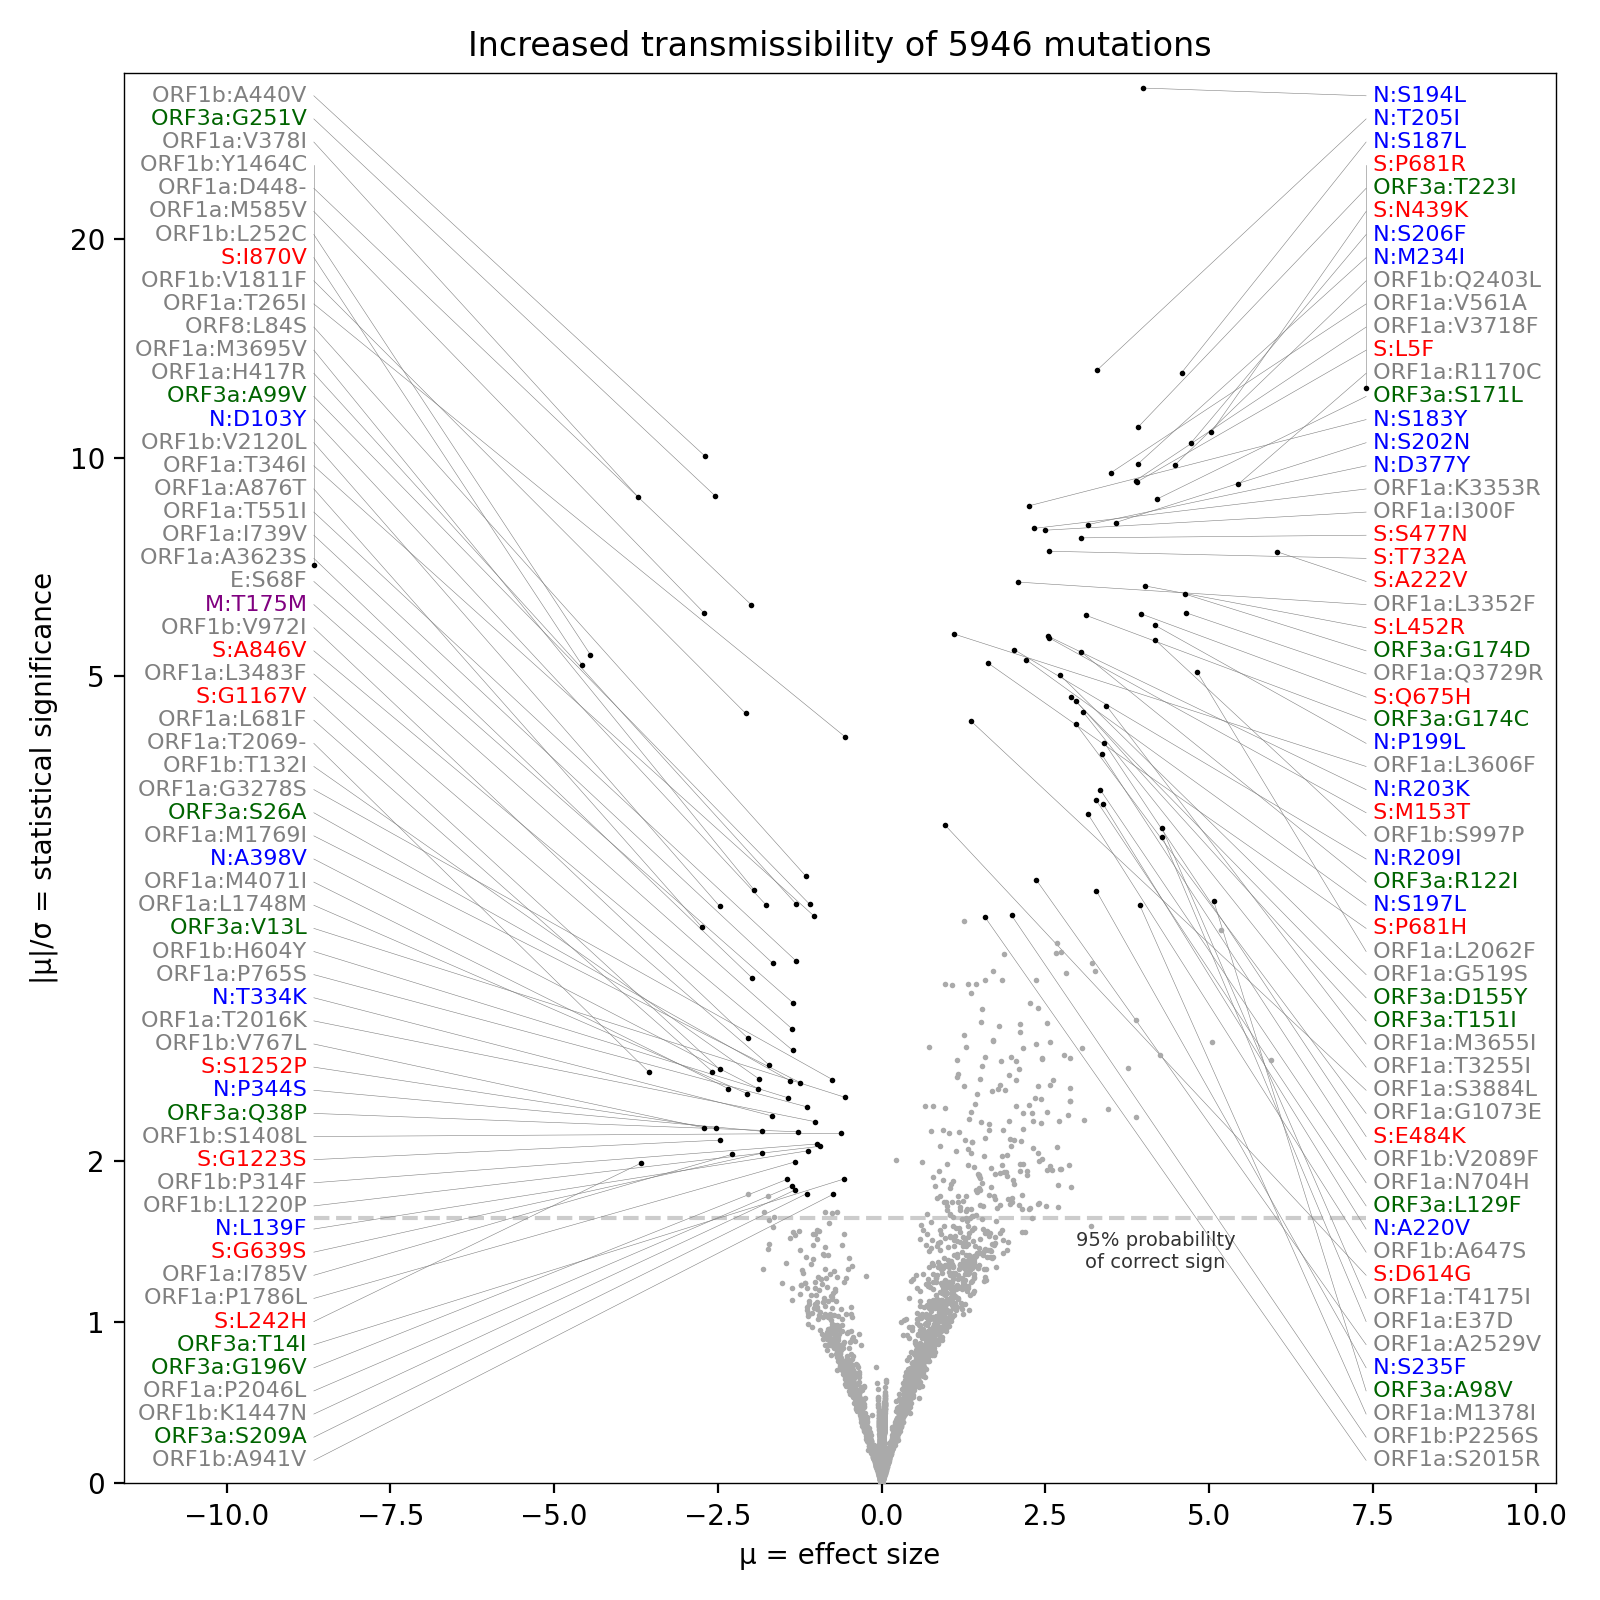 Increased transmissibility of 5946 mutations
ORF1b:A440V
ORF3a:G251V
ORF1a:V378I
ORF1b:Y1464C
ORF1a:D448-
ORF1a:M585V
ORF1b:L252C
S:I870V
ORF1b:V1811F
ORF1a:T265I
ORF8:L84S
ORF1a:M3695V
ORF1a:H417R
ORF3a:A99V
N:D103Y
ORF1b:V2120L
ORF1a:T346I
ORF1a:A876T
ORF1a:T551I
ORF1a:I739V
ORF1a:A3623S
E:S68F
M:T175M
ORF1b:V972I
S:A846V
ORF1a:L3483F
S:G1167V
ORF1a:L681F
ORF1a:T2069-
ORF1b:T132I
ORF1a:G3278S
ORF3a:S26A
ORF1a:M1769I
N:A398V
ORF1a:M4071I
ORF1a:L1748M
ORF3a:V13L
ORF1b:H604Y
ORF1a:P765S
N:T334K
ORF1a:T2016K
ORF1b:V767L
S:S1252P
N:P344S
ORF3a:Q38P
ORF1b:S1408L
S:G1223S
ORF1b:P314F
ORF1b:L1220P
N:L139F
S:G639S
ORF1a:I785V
ORF1a:P1786L
S:L242H
ORF3a:T14I
ORF3a:G196V
ORF1a:P2046L
ORF1b:K1447N
ORF3a:S209A
ORF1b:A941V
N:S194L
N:T205I
N:S187L
S:P681R
ORF3a:T223I
S:N439K
N:S206F
N:M234I
ORF1b:Q2403L
ORF1a:V561A
ORF1a:V3718F
S:L5F
ORF1a:R1170C
ORF3a:S171L
N:S183Y
N:S202N
N:D377Y
ORF1a:K3353R
ORF1a:I300F
S:S477N
S:T732A
S:A222V
ORF1a:L3352F
S:L452R
ORF3a:G174D
ORF1a:Q3729R
S:Q675H
ORF3a:G174C
N:P199L
ORF1a:L3606F
N:R203K
S:M153T
ORF1b:S997P
N:R209I
ORF3a:R122I
N:S197L
S:P681H
ORF1a:L2062F
ORF1a:G519S
ORF3a:D155Y
ORF3a:T151I
ORF1a:M3655I
ORF1a:T3255I
ORF1a:S3884L
ORF1a:G1073E
S:E484K
ORF1b:V2089F
ORF1a:N704H
ORF3a:L129F
N:A220V
ORF1b:A647S
S:D614G
ORF1a:T4175I
ORF1a:E37D
ORF1a:A2529V
N:S235F
ORF3a:A98V
ORF1a:M1378I
ORF1b:P2256S
ORF1a:S2015R
95% probabililty
of correct sign
|μ|/σ = statistical significance
20
10
5
2
1
0
−10.0 −7.5 −5.0 −2.5 0.0 2.5 5.0 7.5 10.0
μ = effect size